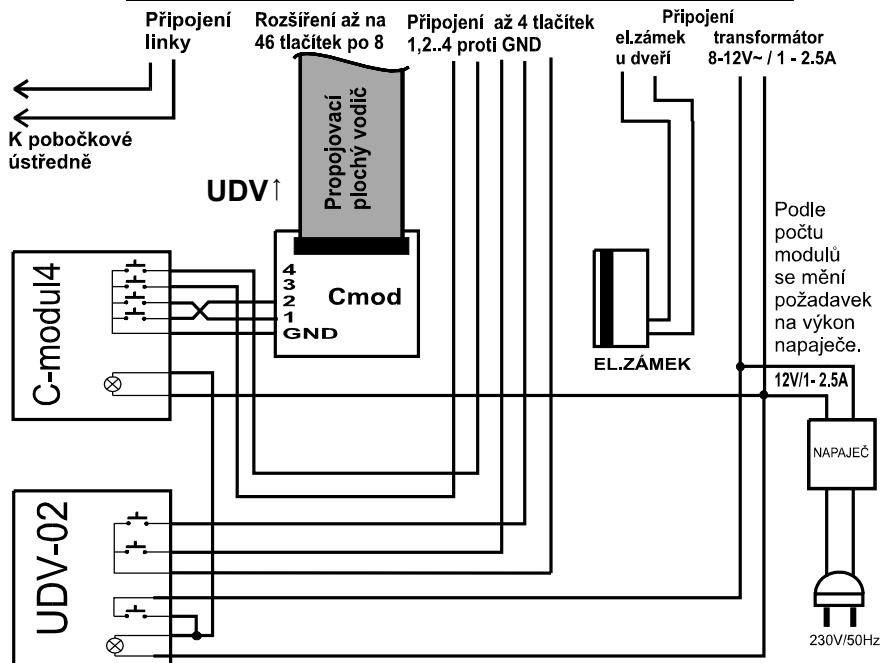 Připojení
linky
Rozšíření až na
46 tlačítek po 8
Připojení až 4 tlačítek
1,2..4 proti GND
Připojení
el.zámek
u dveří
transformátor
8-12V~ / 1 - 2.5A
K pobočkové
ústředně
UDV↑
Propojovací
plochý vodič
Podle
počtu
modulů
se mění
požadavek
na výkon
napaječe.
C-modul4
4
3
2
1
GND
Cmod
EL.ZÁMEK
12V/1- 2.5A
NAPAJEČ
UDV-02
230V/50Hz